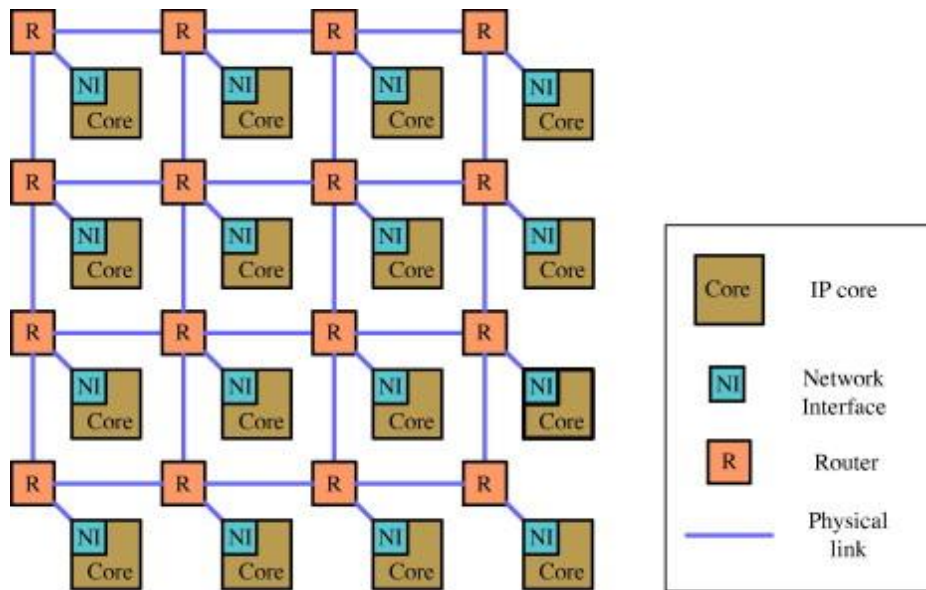 R R R R
NI NI NI NI
Core Core Core Core
R R R R
NI NI NI NI
Core Core Core Core
R R R R
NI NI NI NI
Core Core Core Core
R R R R
NI NI NI NI
Core Core Core Core
Core IP core
NI Network
Interface
R Router
Physical
link